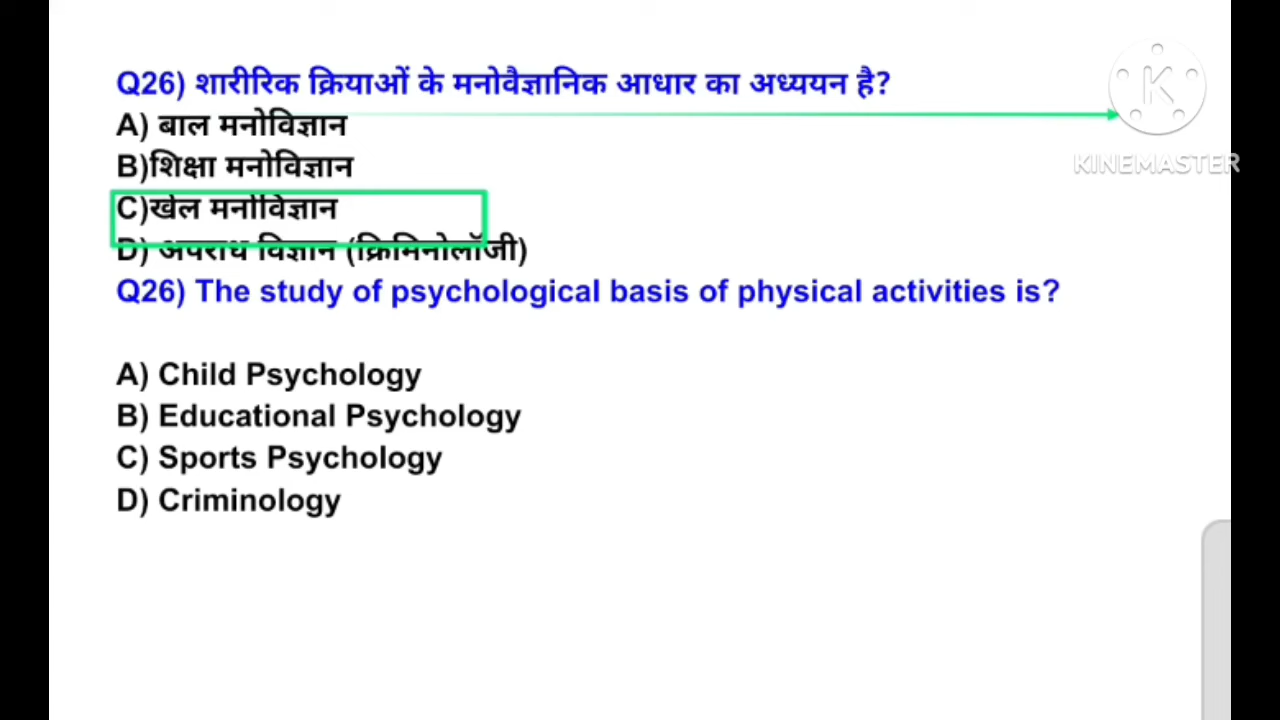 Q26) शारीरिक क्रियाओं के मनोवैज्ञानिक आधार का अध्ययन है?
A) बाल मनोविज्ञान
B)शिक्षा मनोविज्ञान
C)खेल मनोविज्ञान
D) अपराध विज्ञान (क्रिमिनोलॉजी)
Q26) The study of psychological basis of physical activities is?
A) Child Psychology
B) Educational Psychology
C) Sports Psychology
D) Criminology
K
KINEMASTER